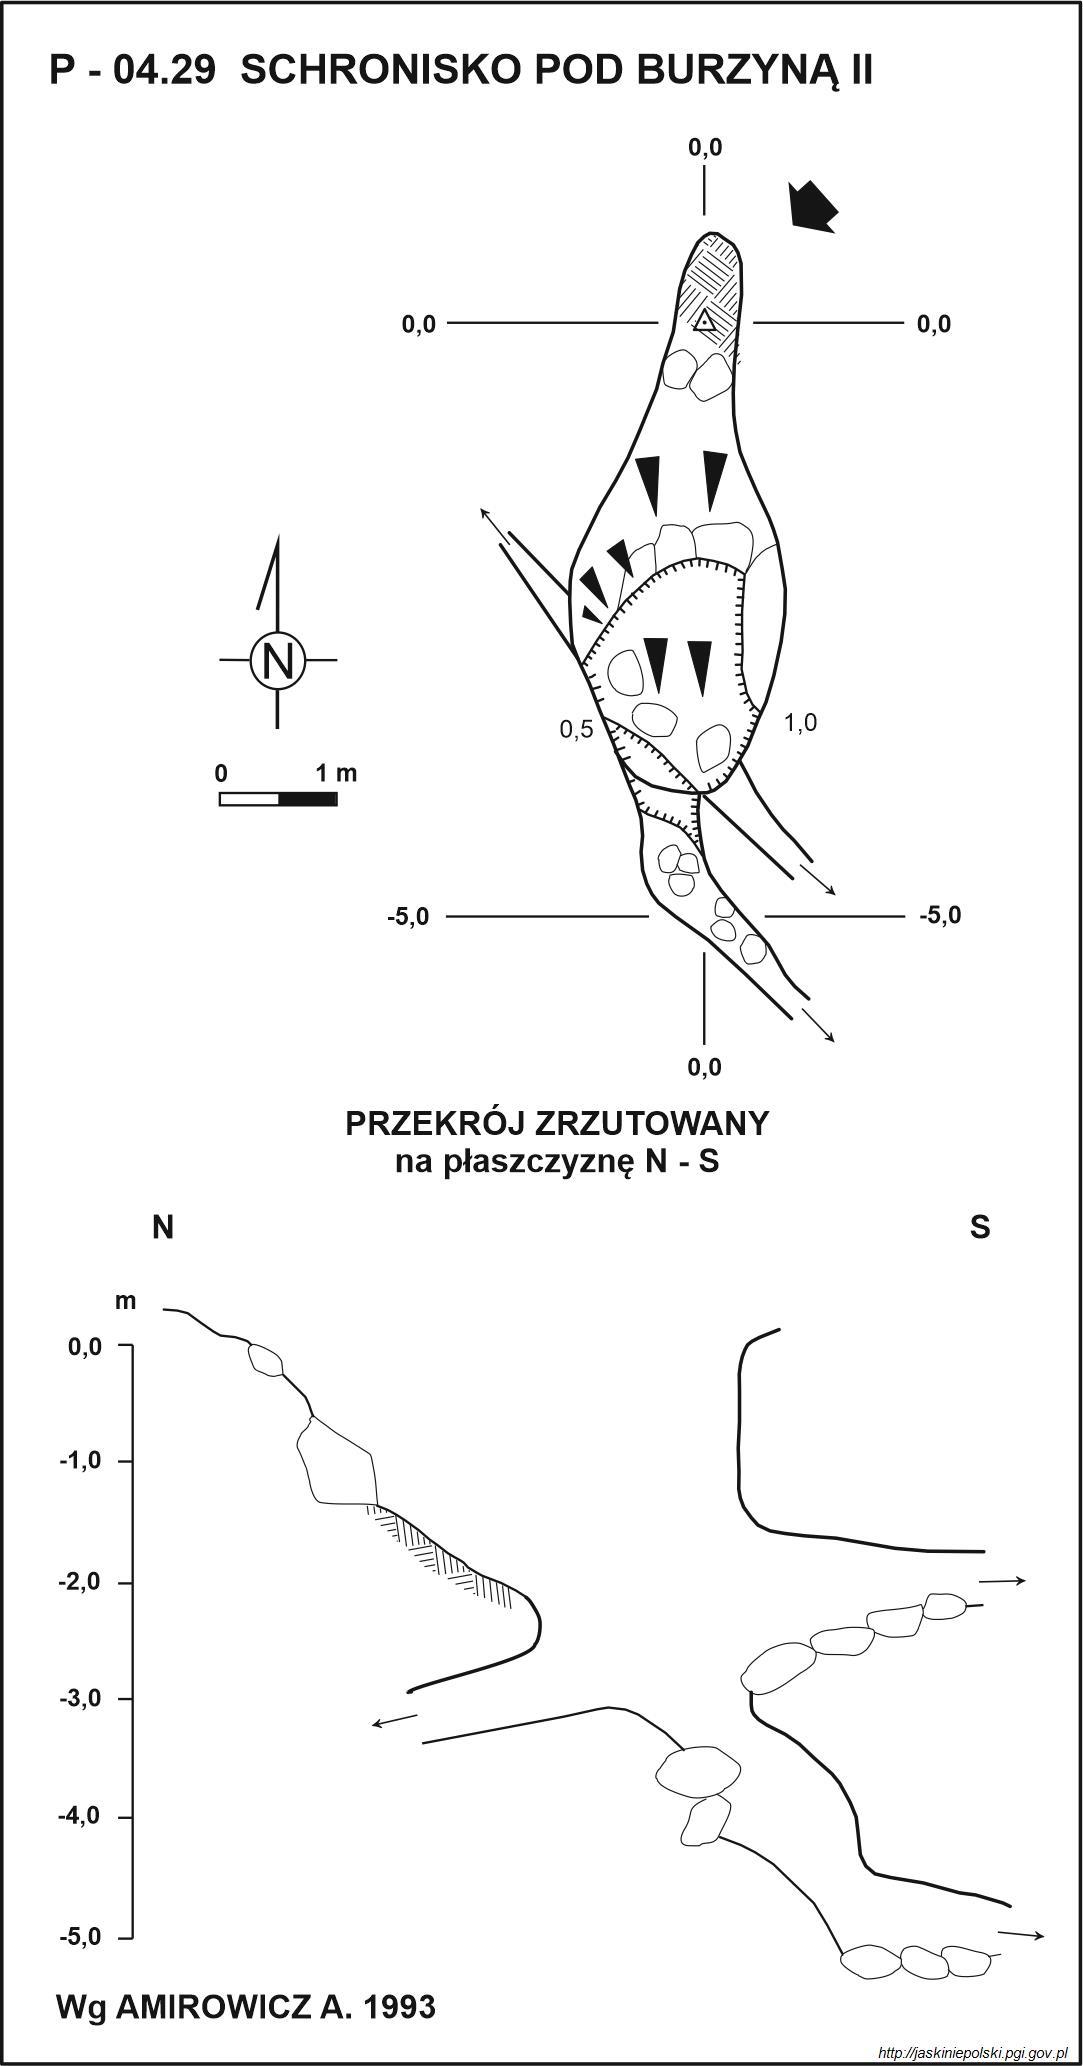 P - 04.29 SCHRONISKO POD BURZYNĄ II
0,0
0,0 0,0
N
0 1 m
0,5 1,0
-5,0 -5,0
0,0
PRZEKRÓJ ZRZUTOWANY
na płaszczyznę N - S
N S
m
0,0
-1,0
-2,0
-3,0
-4,0
-5,0
Wg AMIROWICZ A. 1993
http://jaskiniepolski.pgi.gov.pl